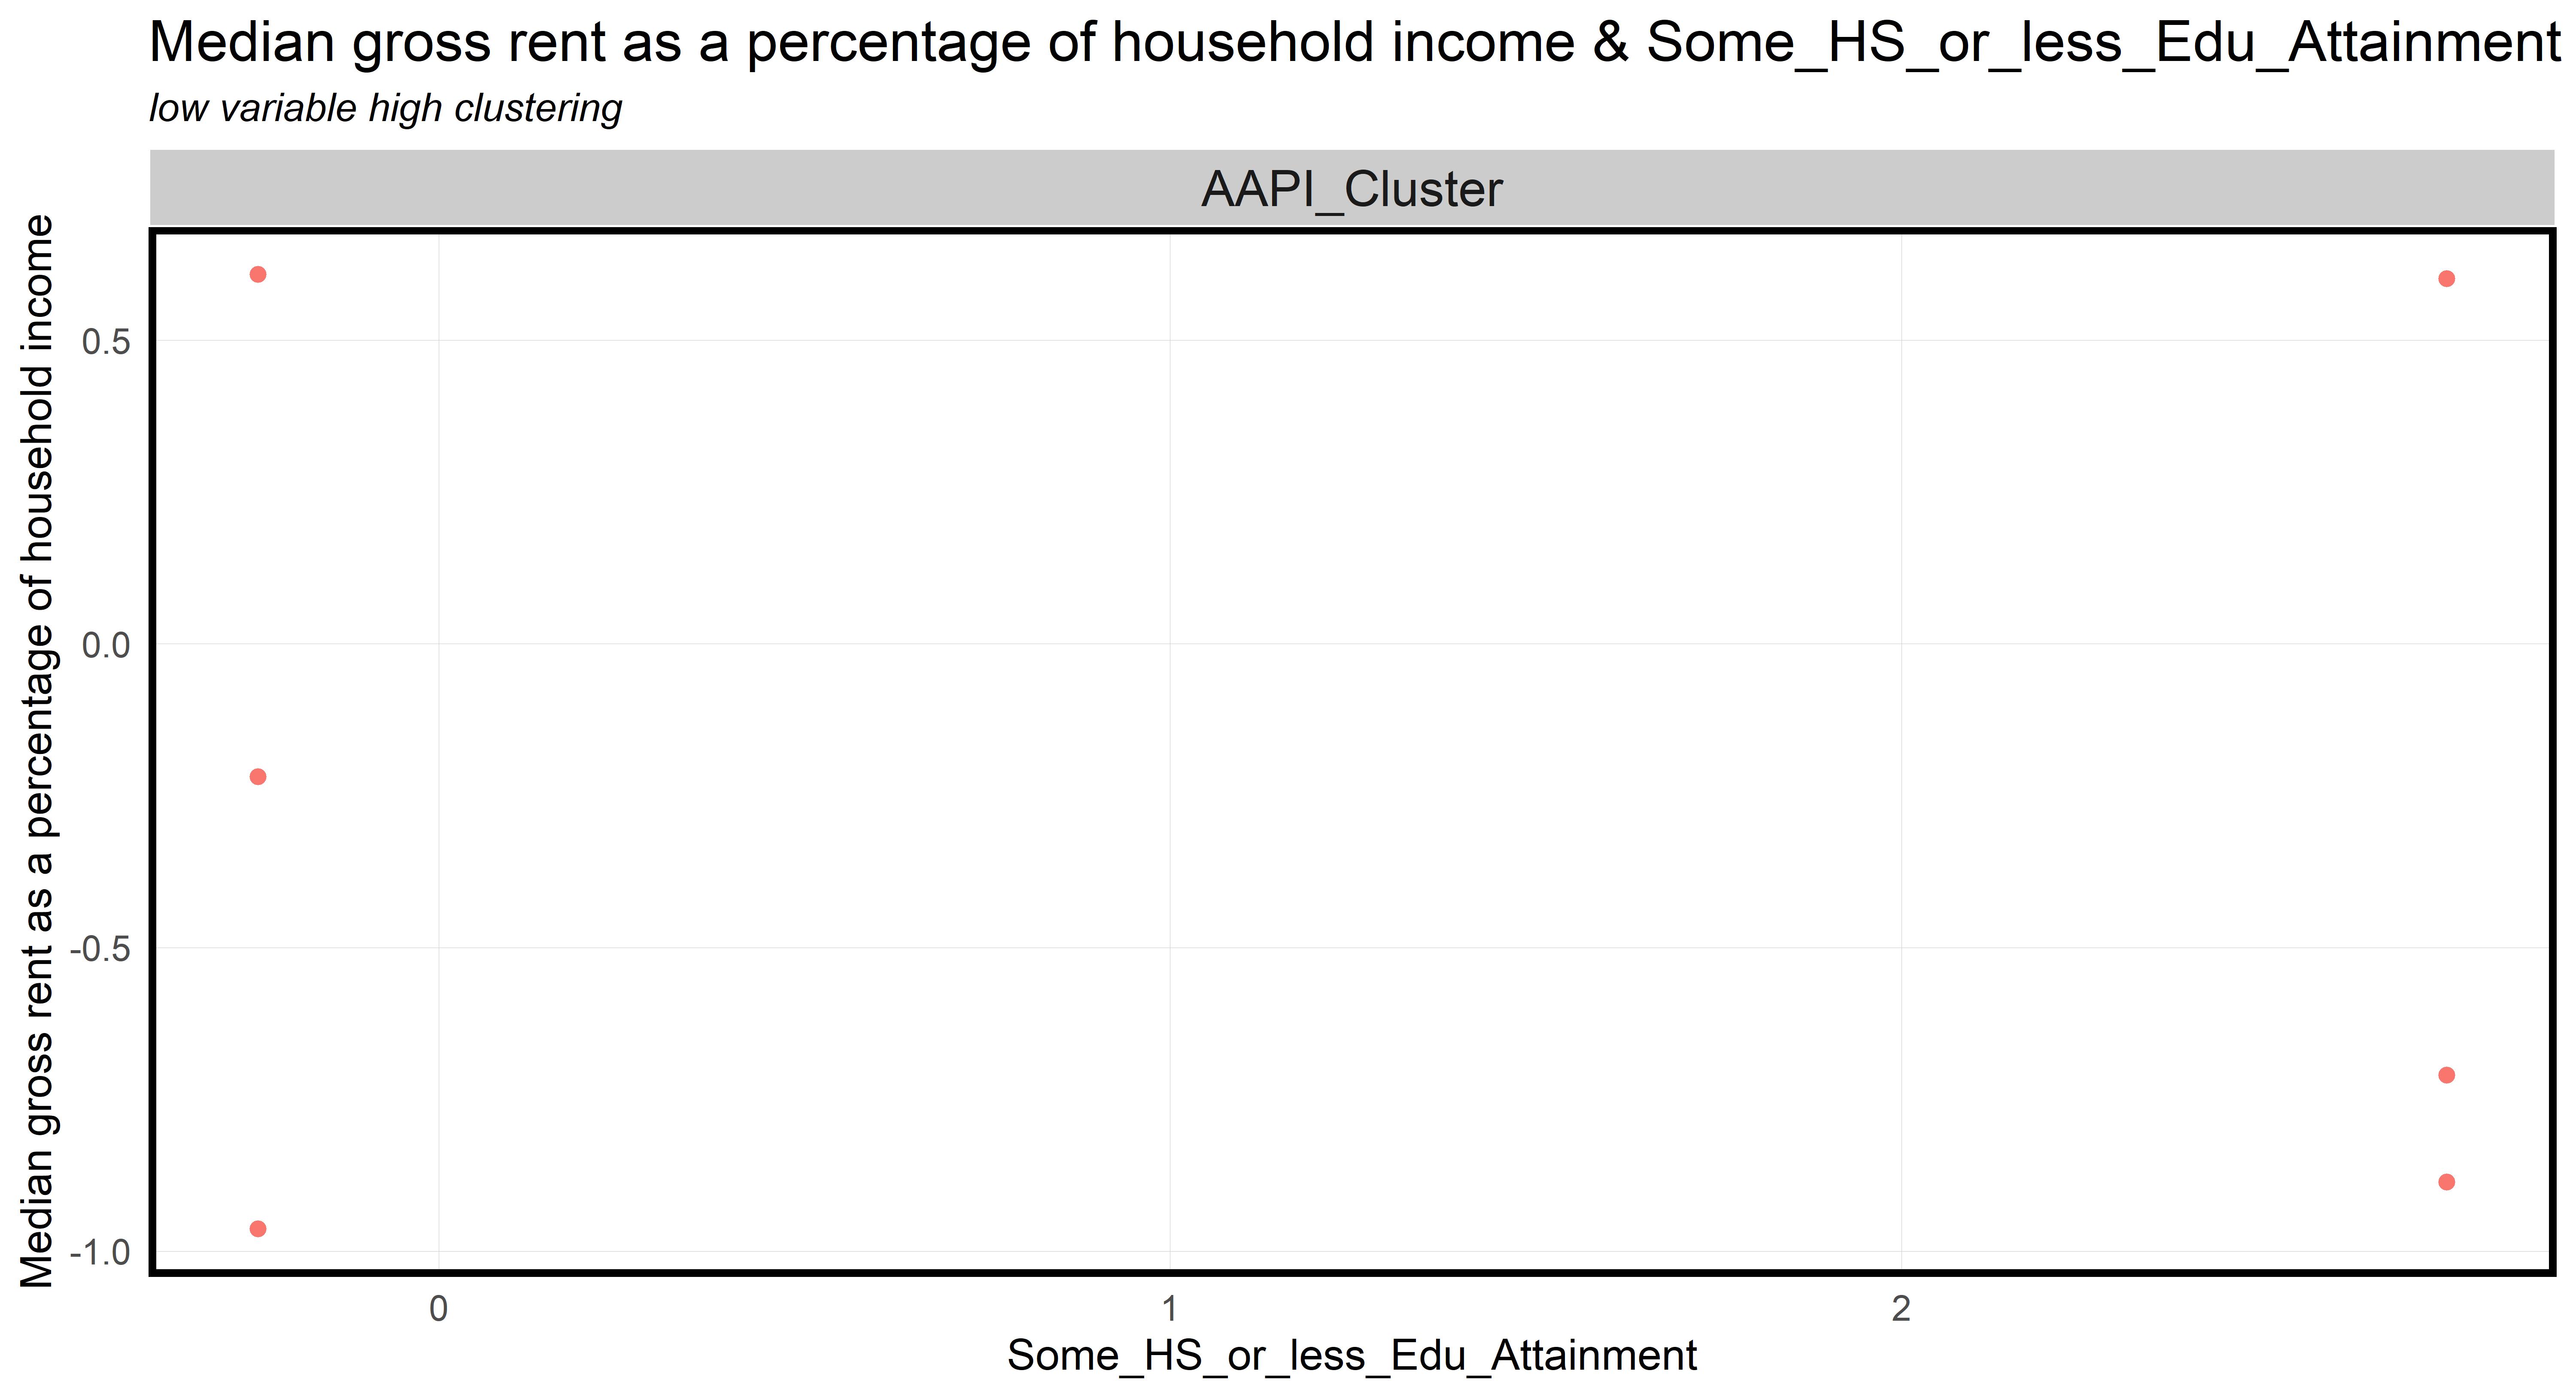 Median gross rent as a percentage of household income & Some_HS_or_less_Edu_Attainment
low variable high clustering
AAPI_Cluster
Median gross rent as a percentage of household income
0.5
0.0
-0.5
-1.0
0
1
2
Some_HS_or_less_Edu_Attainment